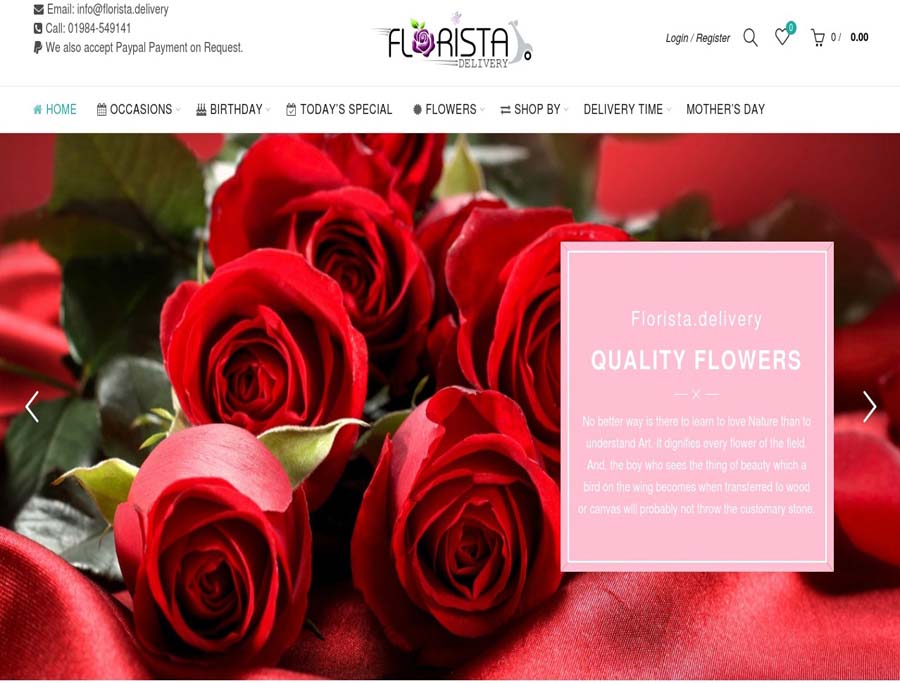 Email: info@florista.delivery
Call: 01984-549141
We also accept Paypal Payment on Request.
FLORISTA
DELIVERY
Login / Register
0
0 / 0.00
HOME OCCASIONS BIRTHDAY TODAY'S SPECIAL FLOWERS SHOP BY DELIVERY TIME MOTHER'S DAY
Florista.delivery
QUALITY FLOWERS
No better way is there to learn to love Nature than to
understand Art. It dignifies every flower of the field.
And, the boy who sees the thing of beauty which a
bird on the wing becomes when transferred to wood
or canvas will probably not throw the customary stone.